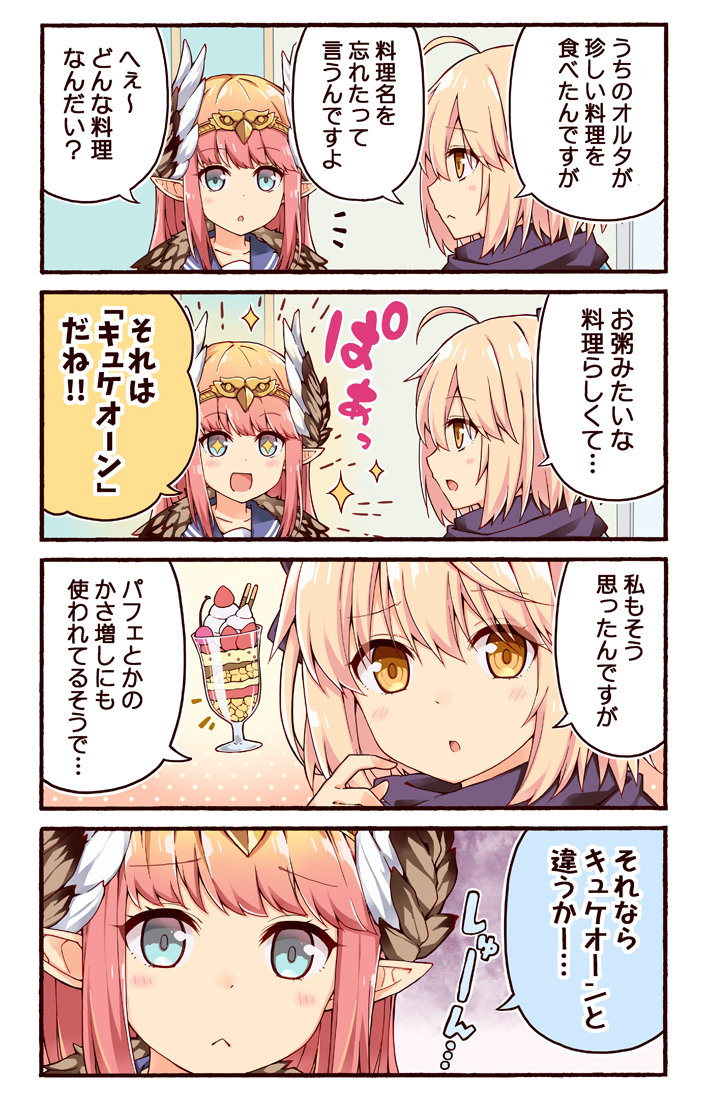 うちのオルタが
珍しい料理を
食べたんですが
料理名を
忘れたって
言うんですよ
へぇ～
どんな料理
なんだい？
お粥みたいな
料理らしくて…
ぱぁっ
それは
「キュケオーン」
だね!!
私もそう
思ったんですが
パフェとかの
かさ増しにも
使われてるそうで…
それなら
キュケオーンと
違うかー…
しゅーん…